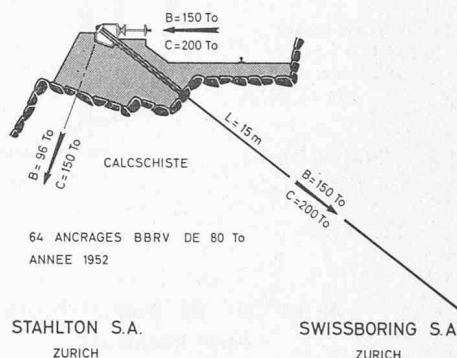 B=150 To
C=200 To
L=15m
B=150 To
C=200 To
B=96 To
C=150 To
CALCSCHISTE
64 ANCRAGES BBRV DE 80 To
ANNEE 1952
STAHLTON S.A.
ZURICH
SWISSBORING S.A
ZURICH